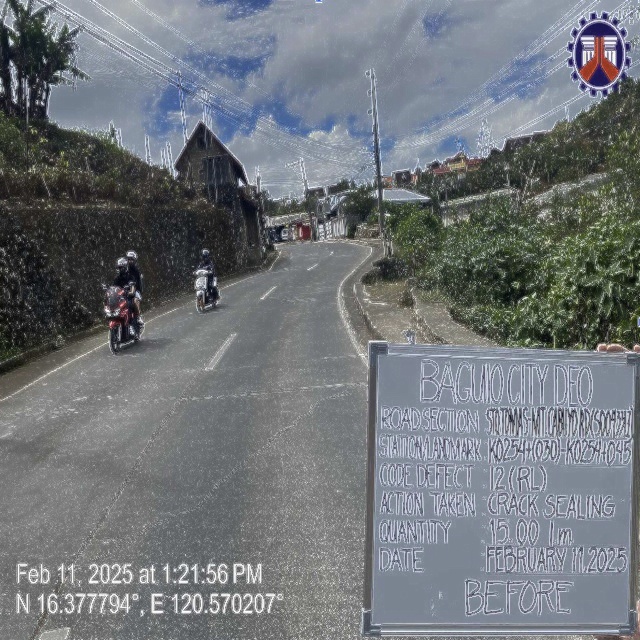 BAGUIO CITY DEO
ROAD SECTION
STATION/LANDMARK K0254+(030)-K0254+045
CODE DEFECT 12 (RL)
ACTION TAKEN CRACK SEALING
QUANTITY 15.00 l.m.
DATE FEBRUARY 11, 2025
BEFORE
Feb 11, 2025 at 1:21:56 PM
N 16.377794°, E 120.570207°